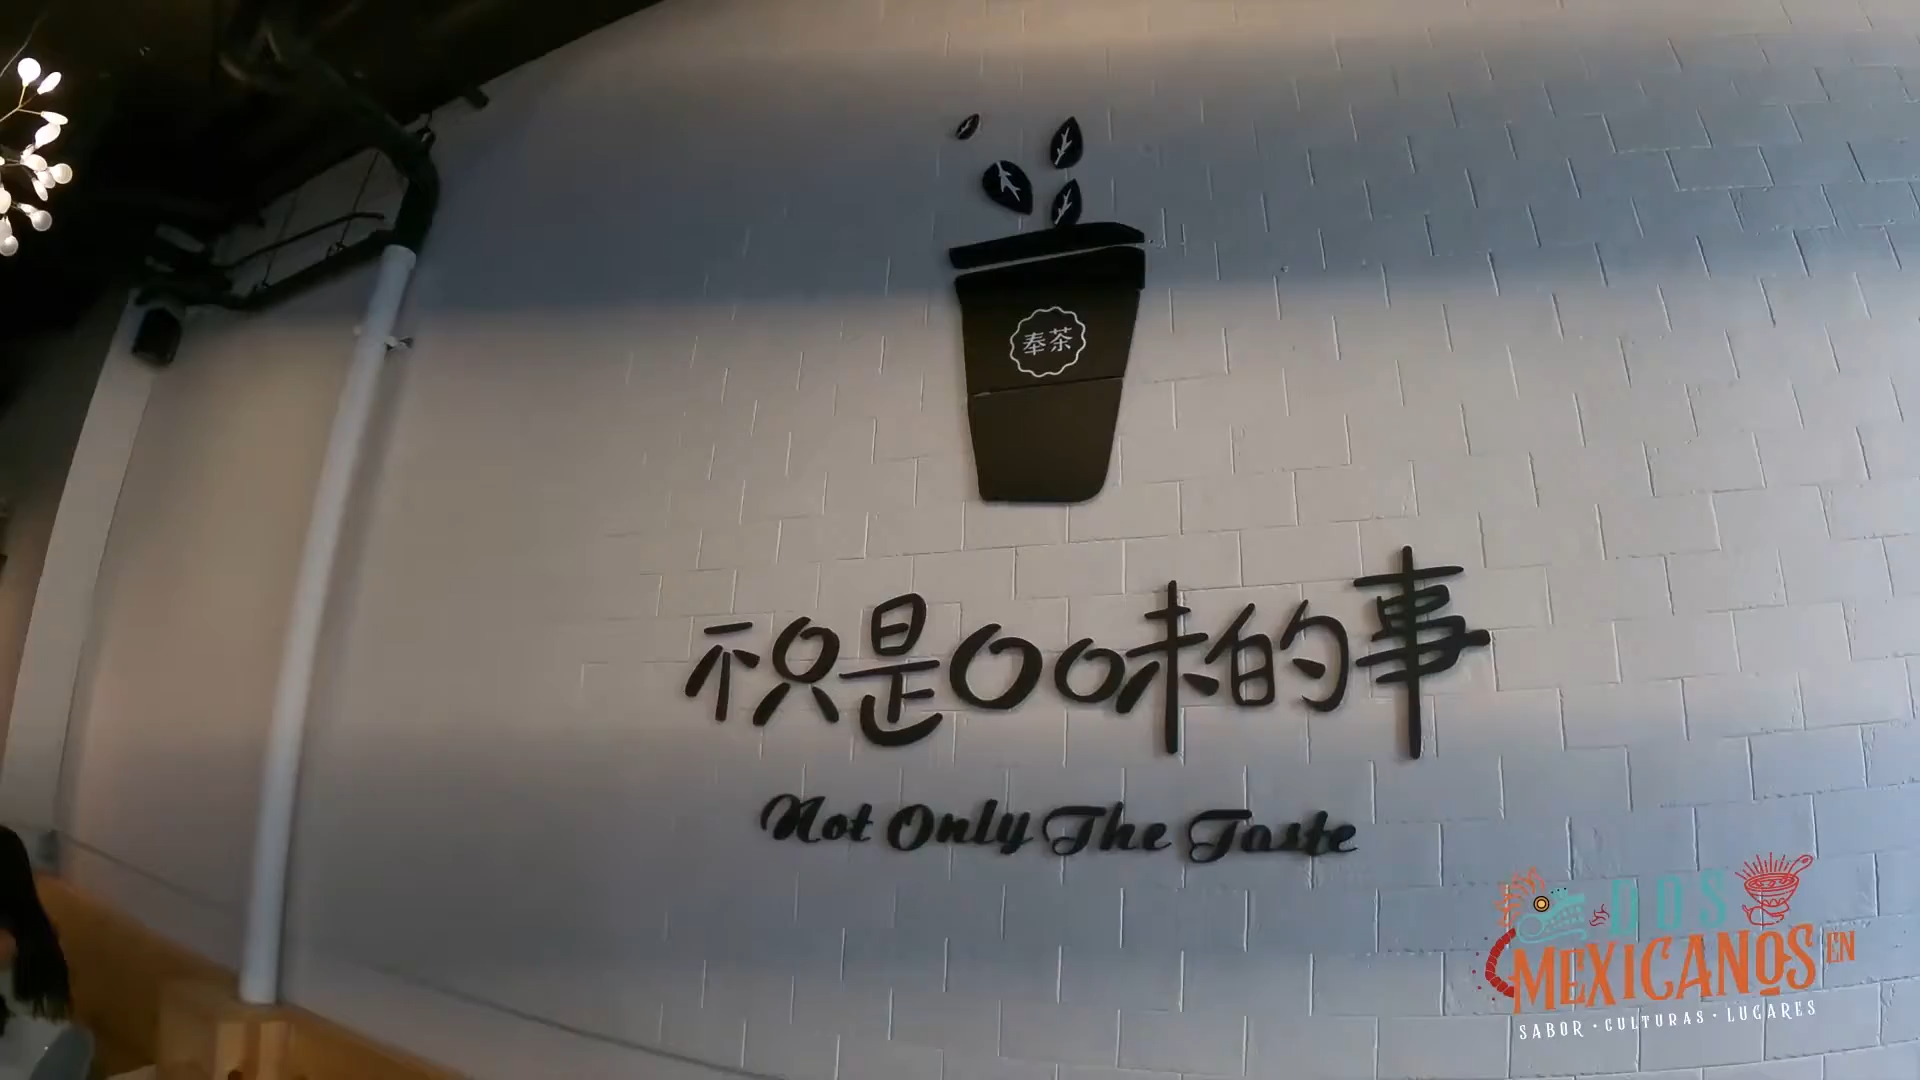 奉茶
不只是口味的事
Not Only The Taste
DOS
MEXICANOS EN
SABOR · CULTURAS · LUGARES